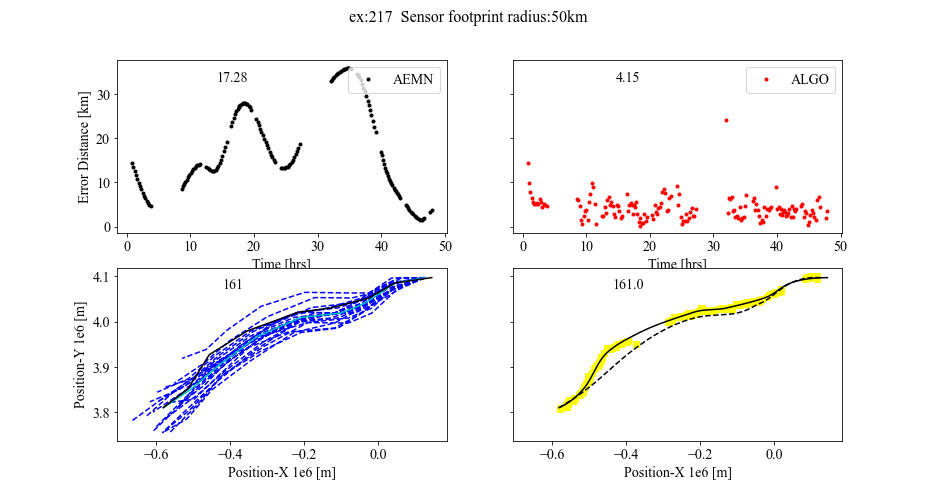 ex:217 Sensor footprint radius:50km
17.28
AEMN
Error Distance [km]
30
20
10
0
0 10 20 30 40 50
Time [hrs]
4.15
ALGO
0 10 20 30 40 50
Time [hrs]
161
Position-Y 1e6 [m]
4.1
4.0
3.9
3.8
−0.6 −0.4 −0.2 0.0
Position-X 1e6 [m]
161.0
−0.6 −0.4 −0.2 0.0
Position-X 1e6 [m]